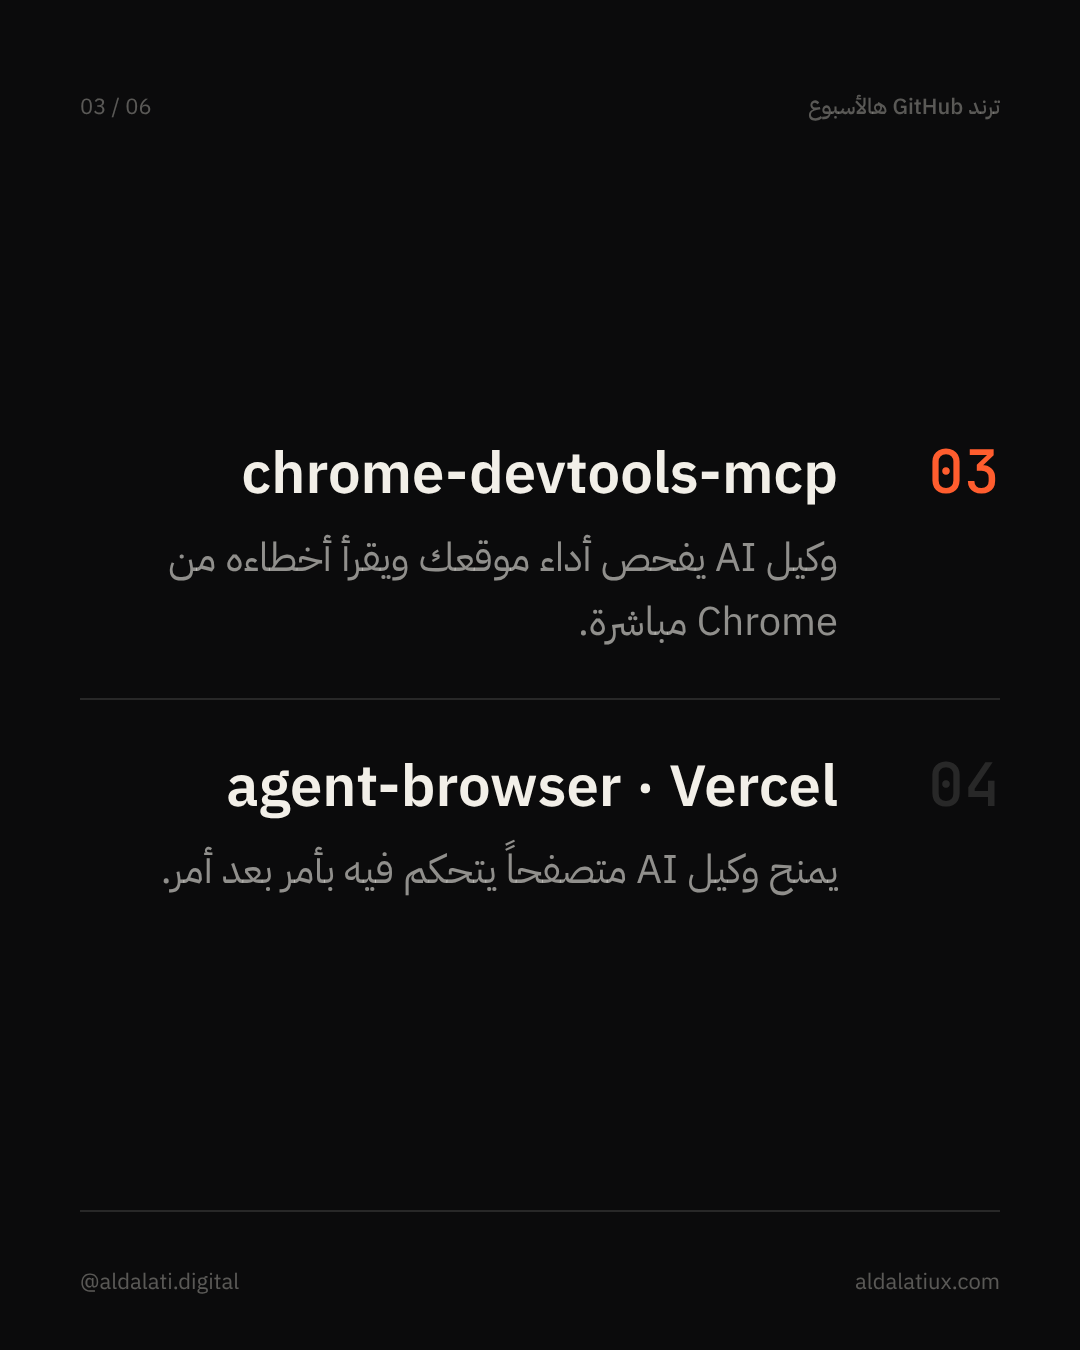 ترند GitHub هالأسبوع
03 / 06
03
chrome-devtools-mcp
وكيل AI يفحص أداء موقعك ويقرأ أخطاءه من
Chrome مباشرة.
04
agent-browser · Vercel
يمنح وكيل AI متصفحاً يتحكم فيه بأمر بعد أمر.
aldalatiux.com
@aldalati.digital